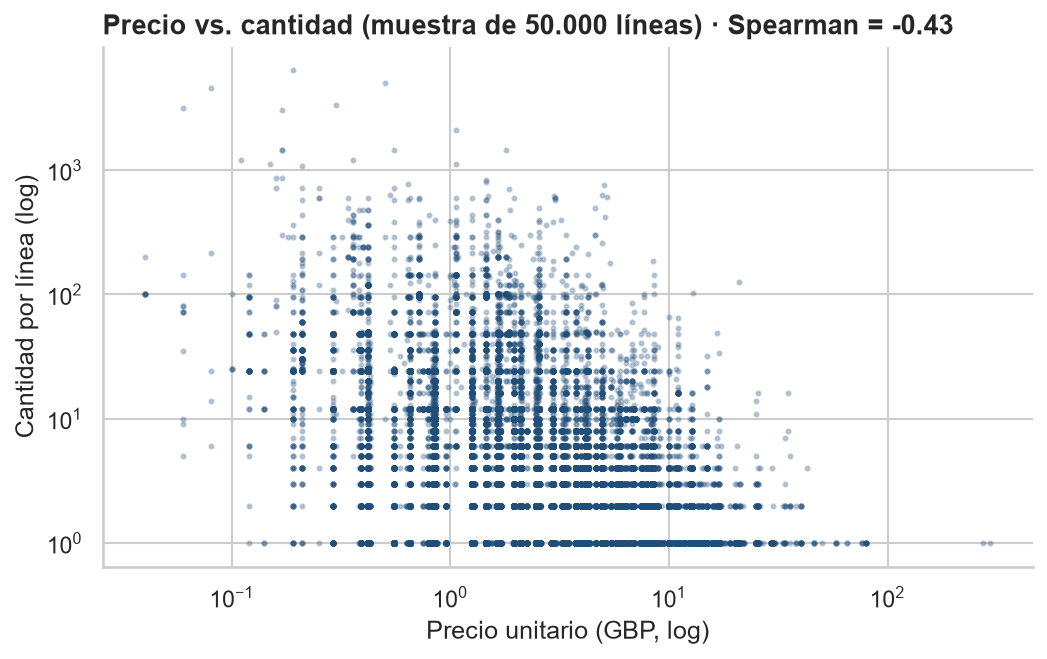 Precio vs. cantidad (muestra de 50.000 líneas) · Spearman = -0.43
Cantidad por línea (log)
10³
10²
10¹
10⁰
10⁻¹ 10⁰ 10¹ 10²
Precio unitario (GBP, log)